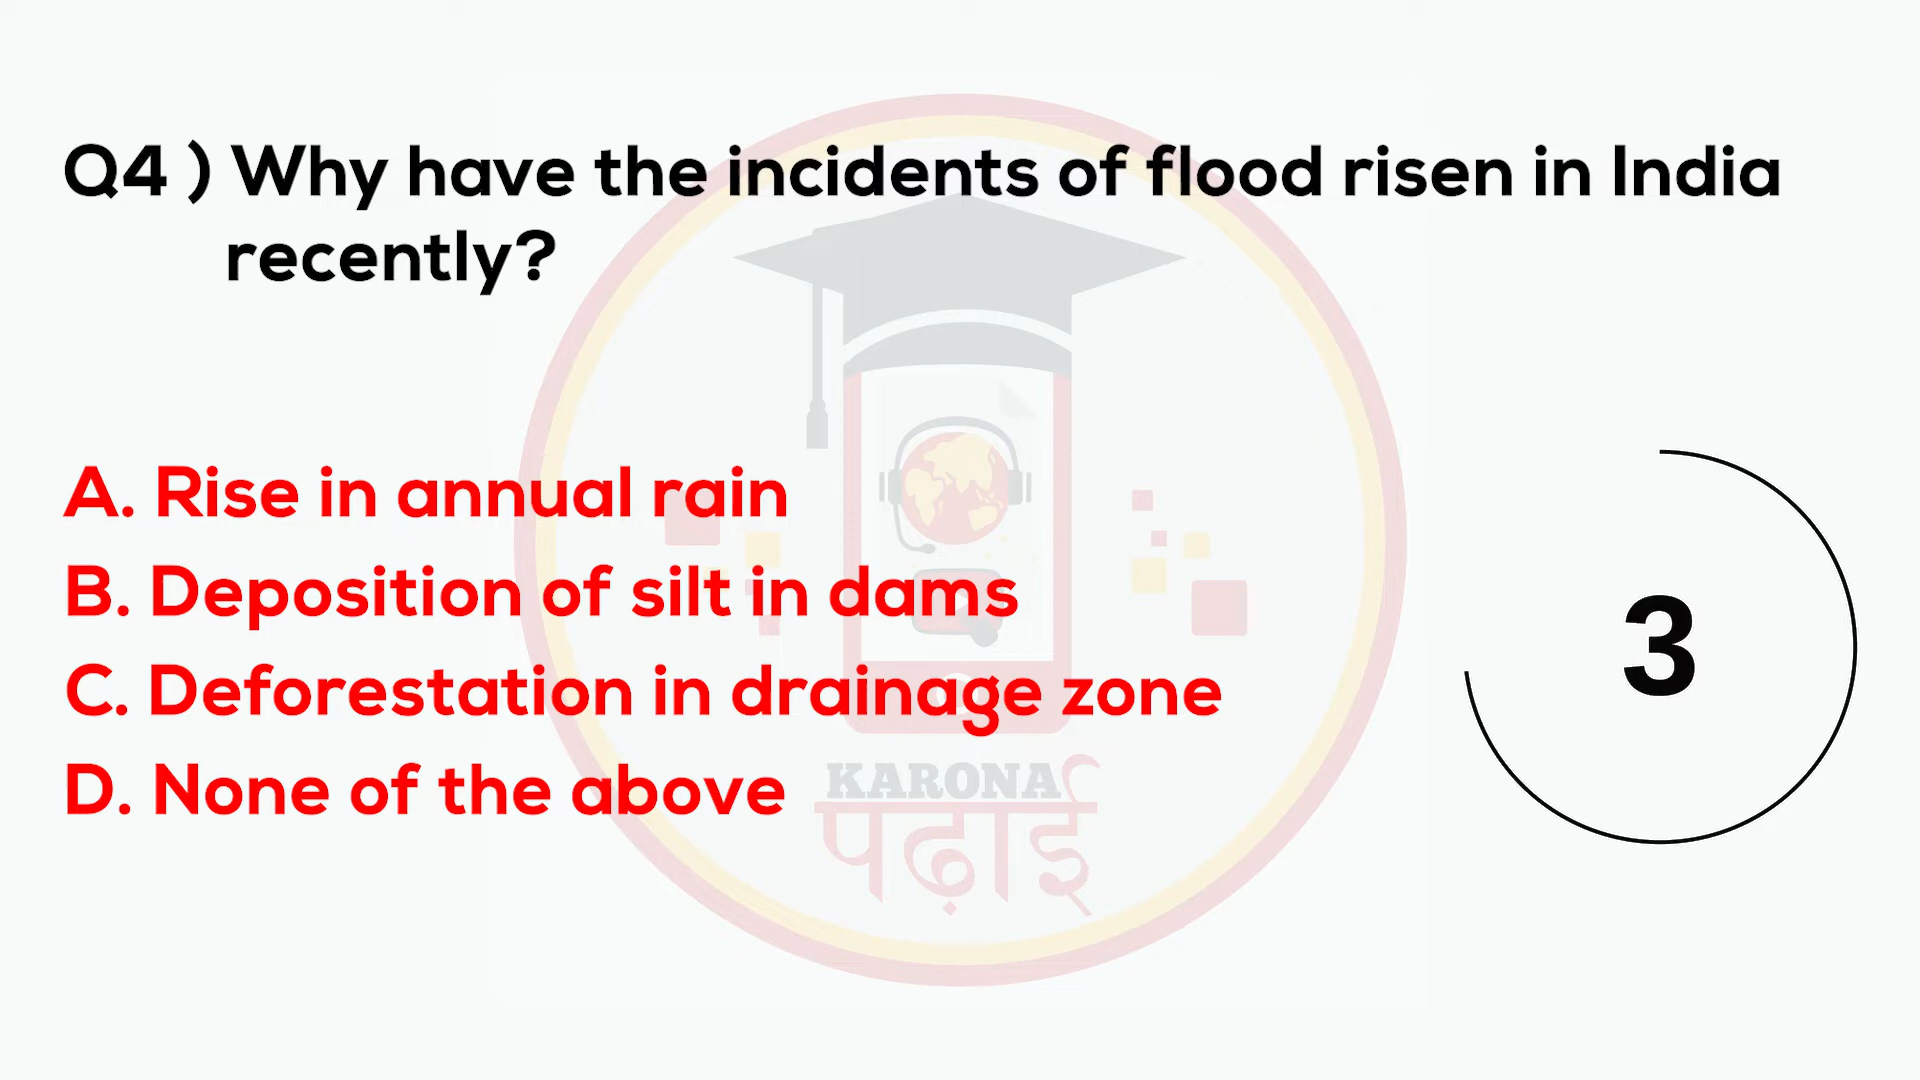 Q4 ) Why have the incidents of flood risen in India
recently?
A. Rise in annual rain
B. Deposition of silt in dams
C. Deforestation in drainage zone
D. None of the above
3
KARONA
पढ़ाई